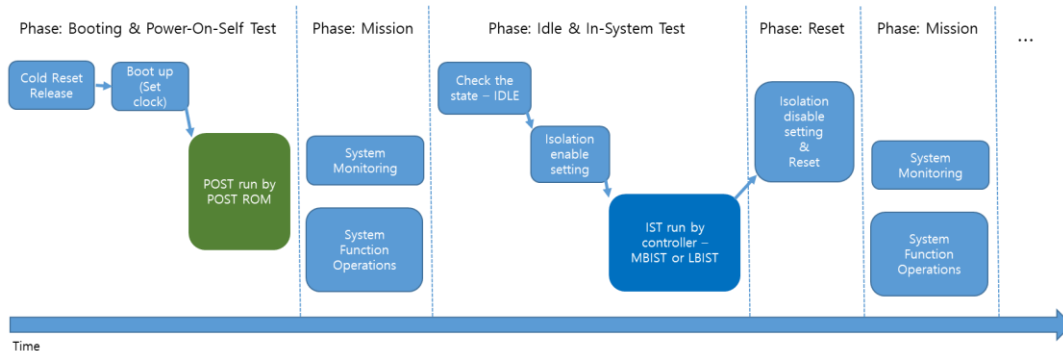 Phase: Booting & Power-On-Self Test
Phase: Mission
Phase: Idle & In-System Test
Phase: Reset
Phase: Mission
...
Cold Reset
Release
Boot up
(Set
clock)
POST run by
POST ROM
System
Monitoring
System
Function
Operations
Check the
state – IDLE
Isolation
enable
setting
IST run by
controller –
MBIST or LBIST
Isolation
disable
setting
&
Reset
System
Monitoring
System
Function
Operations
Time